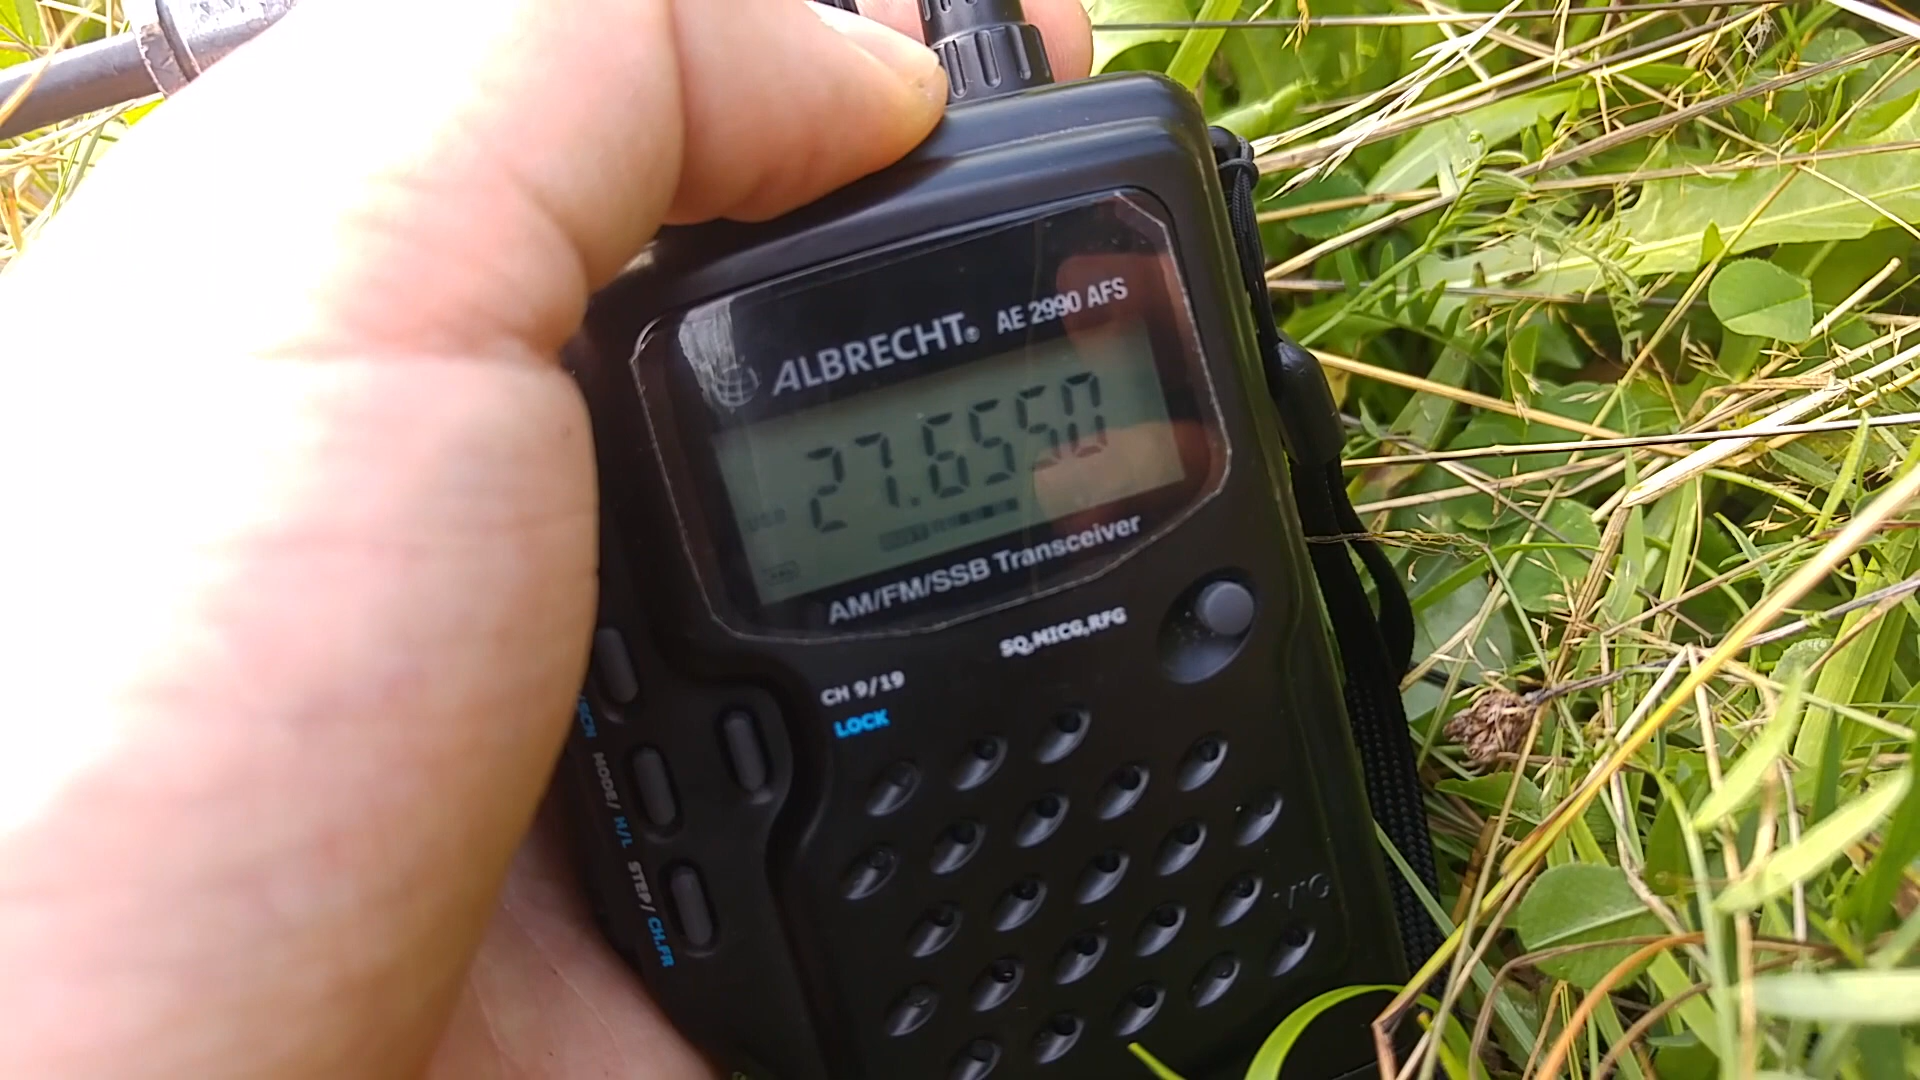 ALBRECHT® AE 2990 AFS
27.6550
AM/FM/SSB Transceiver
SQ,MICG,RFG
CH 9/19
LOCK
MODE/ H/L
STEP/ CH.FR